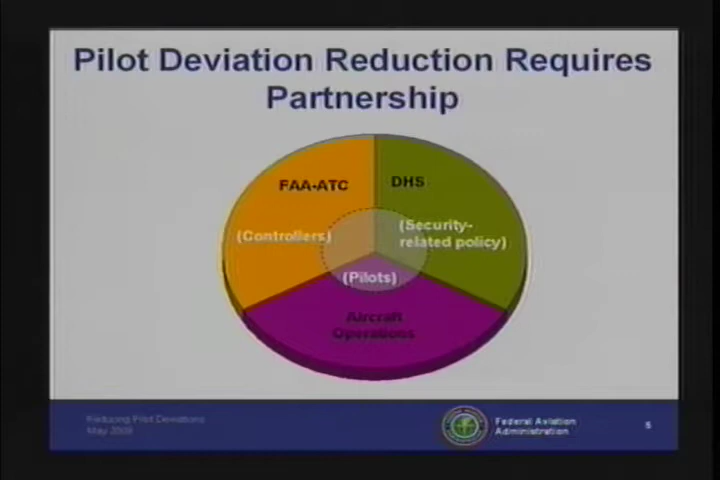 Pilot Deviation Reduction Requires
Partnership
FAA-ATC
DHS
(Controllers)
(Security-
related policy)
(Pilots)
Aircraft
Operations
Reducing Pilot Deviations
May 2009
Federal Aviation
Administration
5